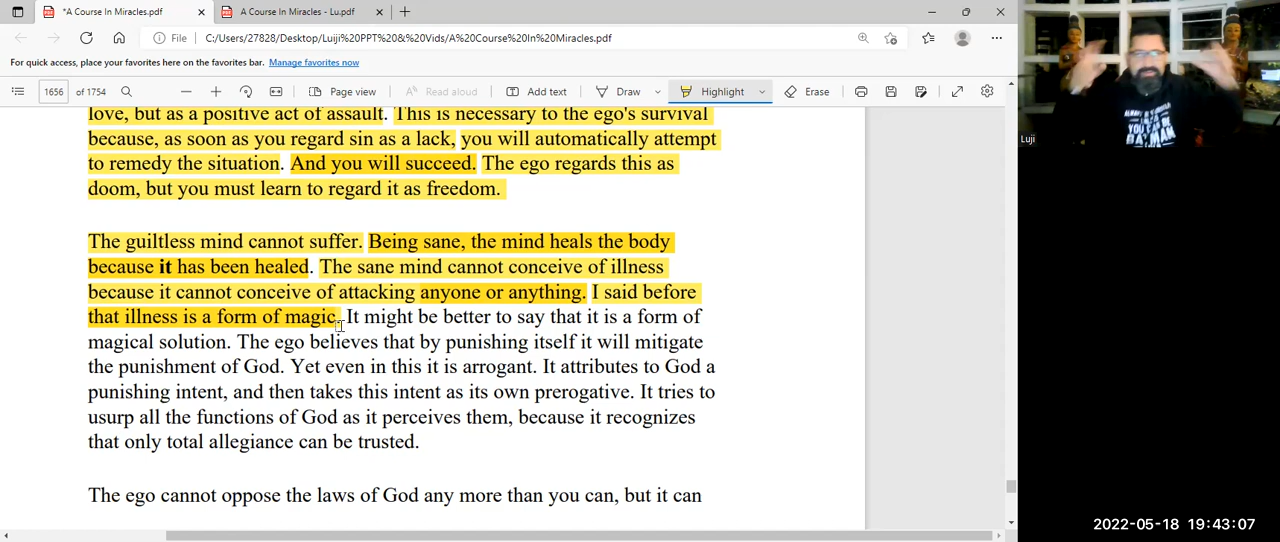 *A Course In Miracles.pdf
A Course In Miracles - Lu.pdf
File
C:/Users/27828/Desktop/Luiji%20PPT%20&%20Vids/A%20Course%20In%20Miracles.pdf
For quick access, place your favorites here on the favorites bar. Manage favorites now
1656 of 1754
Page view
Read aloud
Add text
Draw
Highlight
Erase
love, but as a positive act of assault. This is necessary to the ego's survival
because, as soon as you regard sin as a lack, you will automatically attempt
to remedy the situation. And you will succeed. The ego regards this as
doom, but you must learn to regard it as freedom.
The guiltless mind cannot suffer. Being sane, the mind heals the body
because it has been healed. The sane mind cannot conceive of illness
because it cannot conceive of attacking anyone or anything. I said before
that illness is a form of magic. It might be better to say that it is a form of
magical solution. The ego believes that by punishing itself it will mitigate
the punishment of God. Yet even in this it is arrogant. It attributes to God a
punishing intent, and then takes this intent as its own prerogative. It tries to
usurp all the functions of God as it perceives them, because it recognizes
that only total allegiance can be trusted.
The ego cannot oppose the laws of God any more than you can, but it can
YOU CAN BE
BATMAN
Luji
2022-05-18 19:43:07